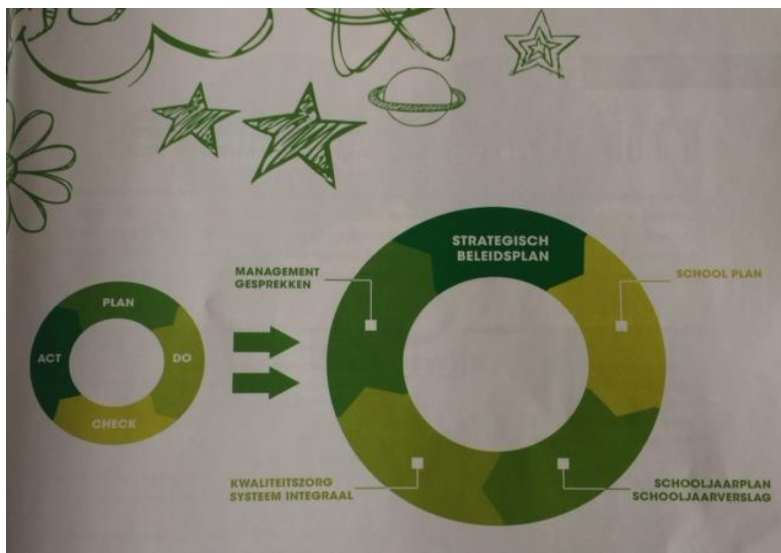 PLAN
ACT
DO
CHECK
STRATEGISCH
BELEIDSPLAN
MANAGEMENT
GESPREKKEN
SCHOOL PLAN
KWALITEITSZORG
SYSTEEM INTEGRAAL
SCHOOLJAARPLAN
SCHOOLJAARVERSLAG